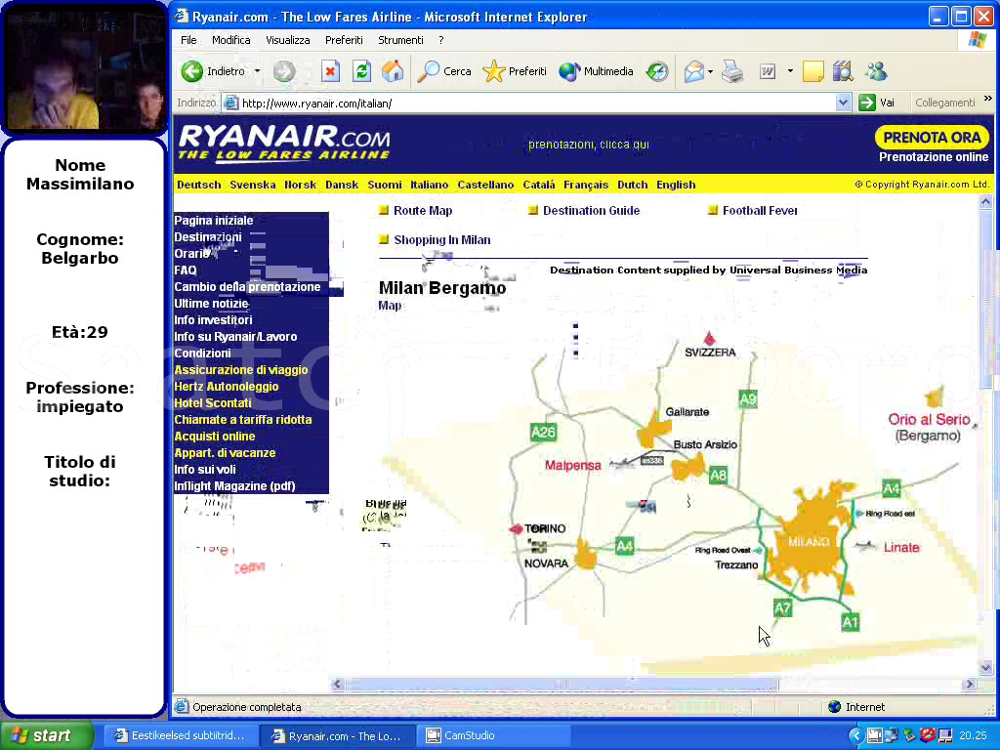 Ryanair.com - The Low Fares Airline - Microsoft Internet Explorer
File Modifica Visualizza Preferiti Strumenti ?
Indietro Cerca Preferiti Multimedia
Indirizzo http://www.ryanair.com/italian/ Vai Collegamenti
RYANAIR.COM
THE LOW FARES AIRLINE
prenotazioni, clicca qui
PRENOTA ORA
Prenotazione online
Deutsch Svenska Norsk Dansk Suomi Italiano Castellano Català Français Dutch English
© Copyright Ryanair.com Ltd.
Nome
Massimilano
Cognome:
Belgarbo
Età:29
Professione:
impiegato
Titolo di
studio:
Pagina iniziale
Destinazioni
Orario
FAQ
Cambio della prenotazione
Ultime notizie
Info investitori
Info su Ryanair/Lavoro
Condizioni
Assicurazione di viaggio
Hertz Autonoleggio
Hotel Scontati
Chiamate a tariffa ridotta
Acquisti online
Appart. di vacanze
Info sui voli
Inflight Magazine (pdf)
Route Map Destination Guide Football Fever
Shopping In Milan
Destination Content supplied by Universal Business Media
Milan Bergamo
Map
SVIZZERA
A9
Gallarate
Orio al Serio
(Bergamo)
A26
Busto Arsizio
Malpensa
ss336
A8
A4
Ring Road est
TORINO
MILANO
A4
Ring Road Ovest
Linate
NOVARA
Trezzano
A7
A1
Operazione completata
Internet
start
Eestikeelsed subtiitrid...
Ryanair.com - The Lo...
CamStudio
20.25